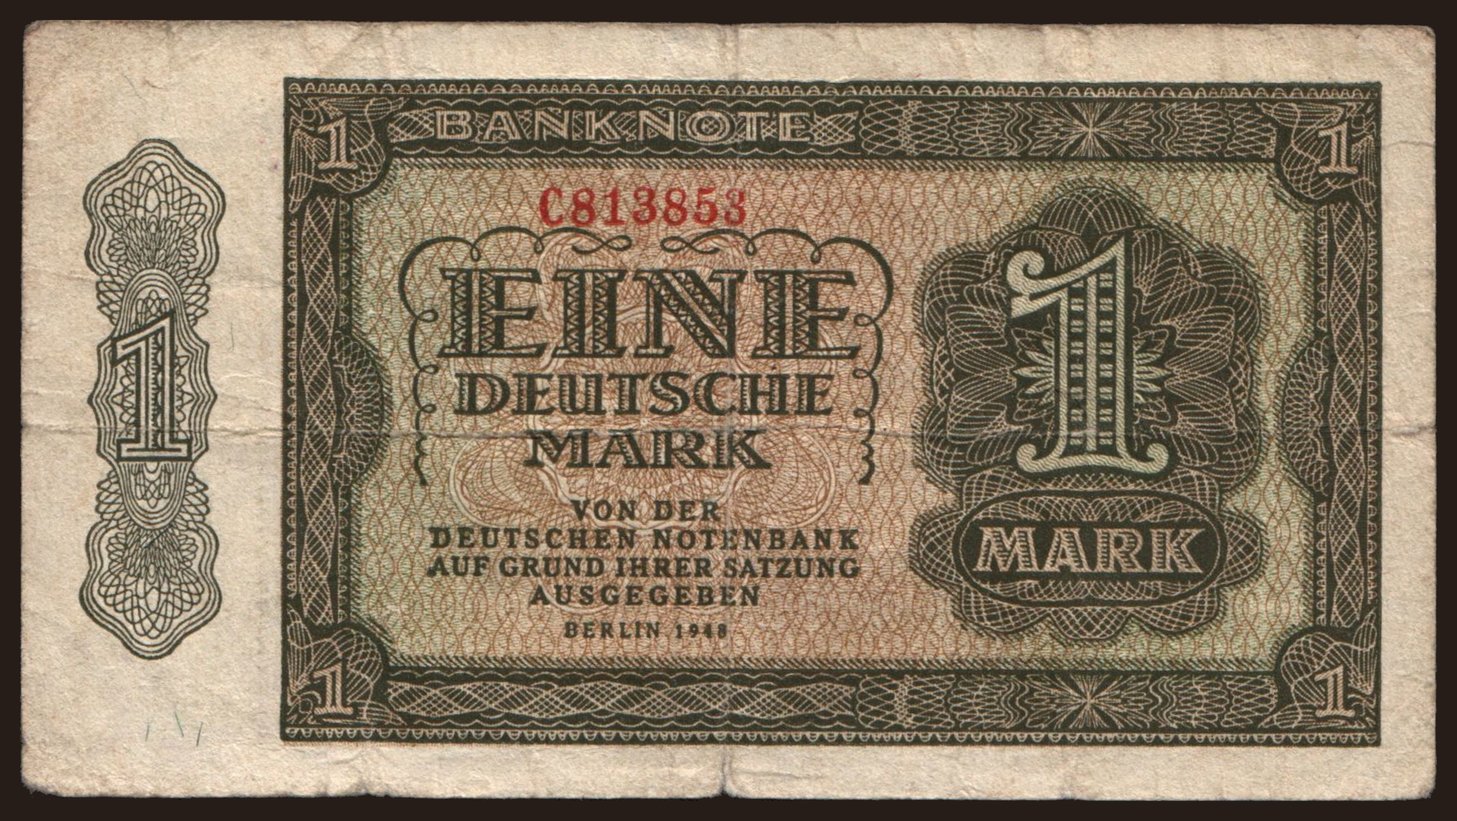 BANKNOTE
1
1
C813853
EINE
DEUTSCHE
MARK
VON DER
DEUTSCHEN NOTENBANK
AUF GRUND IHRER SATZUNG
AUSGEGEBEN
BERLIN 1948
1
1
MARK
1
1